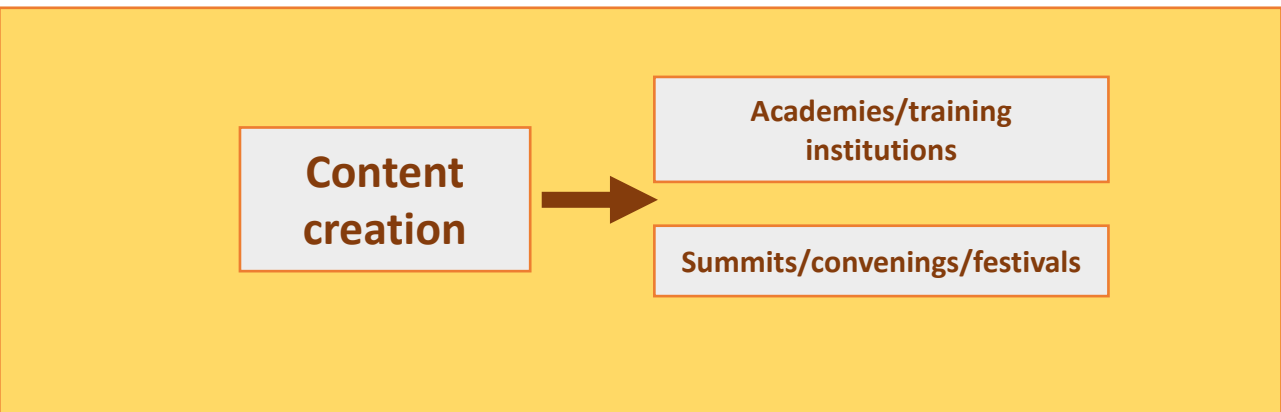 Content
creation
Academies/training
institutions
Summits/convenings/festivals